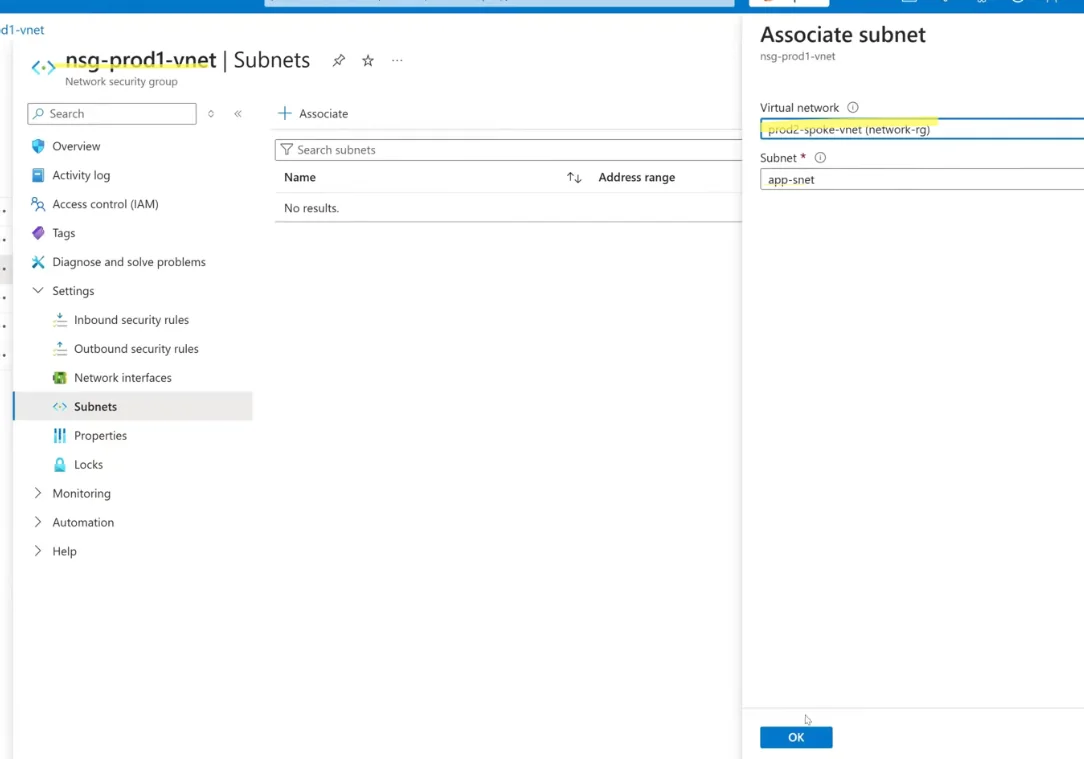 d1-vnet
nsg-prod1-vnet | Subnets
Network security group
Search
Overview
Activity log
Access control (IAM)
Tags
Diagnose and solve problems
Settings
Inbound security rules
Outbound security rules
Network interfaces
Subnets
Properties
Locks
Monitoring
Automation
Help
Associate
Search subnets
Name
Address range
No results.
Associate subnet
nsg-prod1-vnet
Virtual network
prod2-spoke-vnet (network-rg)
Subnet *
app-snet
OK